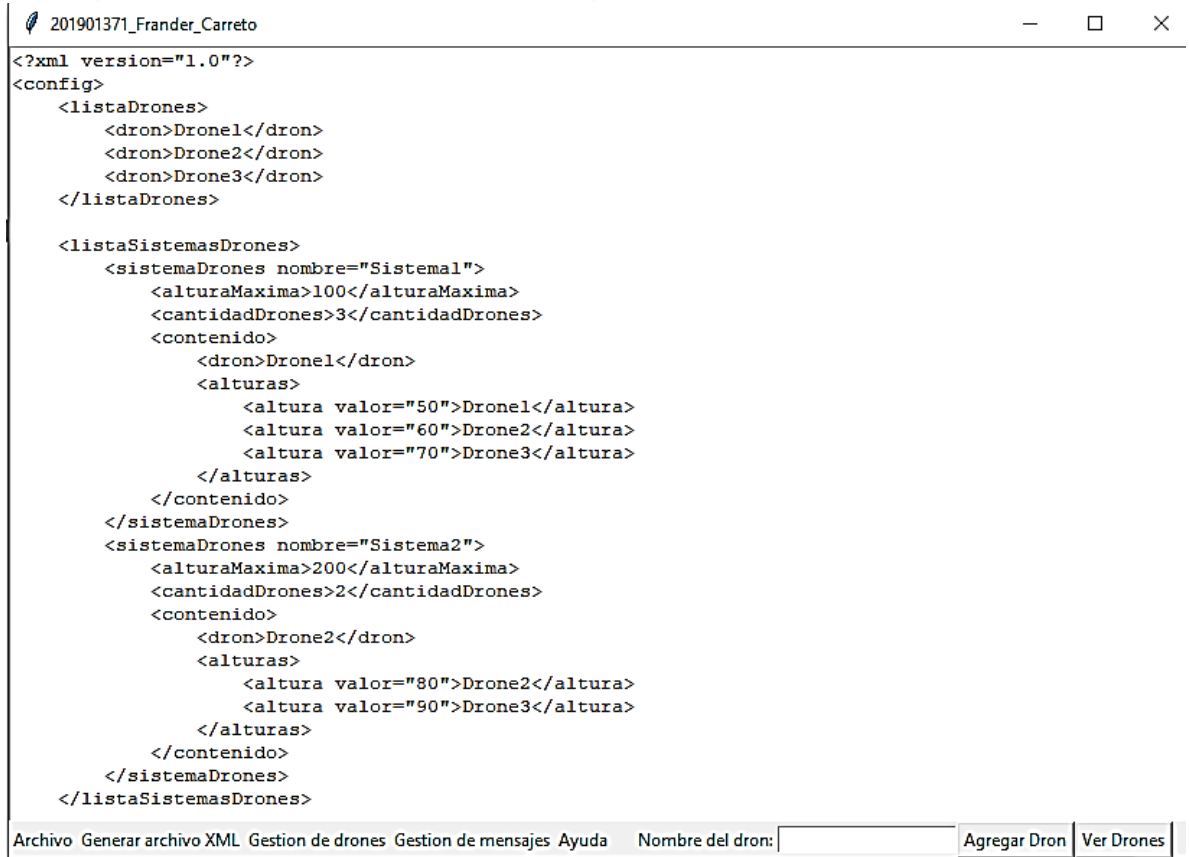 201901371_Frander_Carreto
<?xml version="1.0"?>
<config>
    <listaDrones>
        <dron>Drone1</dron>
        <dron>Drone2</dron>
        <dron>Drone3</dron>
    </listaDrones>

    <listaSistemasDrones>
        <sistemaDrones nombre="Sistema1">
            <alturaMaxima>100</alturaMaxima>
            <cantidadDrones>3</cantidadDrones>
            <contenido>
                <dron>Drone1</dron>
                <alturas>
                    <altura valor="50">Drone1</altura>
                    <altura valor="60">Drone2</altura>
                    <altura valor="70">Drone3</altura>
                </alturas>
            </contenido>
        </sistemaDrones>
        <sistemaDrones nombre="Sistema2">
            <alturaMaxima>200</alturaMaxima>
            <cantidadDrones>2</cantidadDrones>
            <contenido>
                <dron>Drone2</dron>
                <alturas>
                    <altura valor="80">Drone2</altura>
                    <altura valor="90">Drone3</altura>
                </alturas>
            </contenido>
        </sistemaDrones>
    </listaSistemasDrones>
Archivo Generar archivo XML Gestion de drones Gestion de mensajes Ayuda Nombre del dron: Agregar Dron Ver Drones